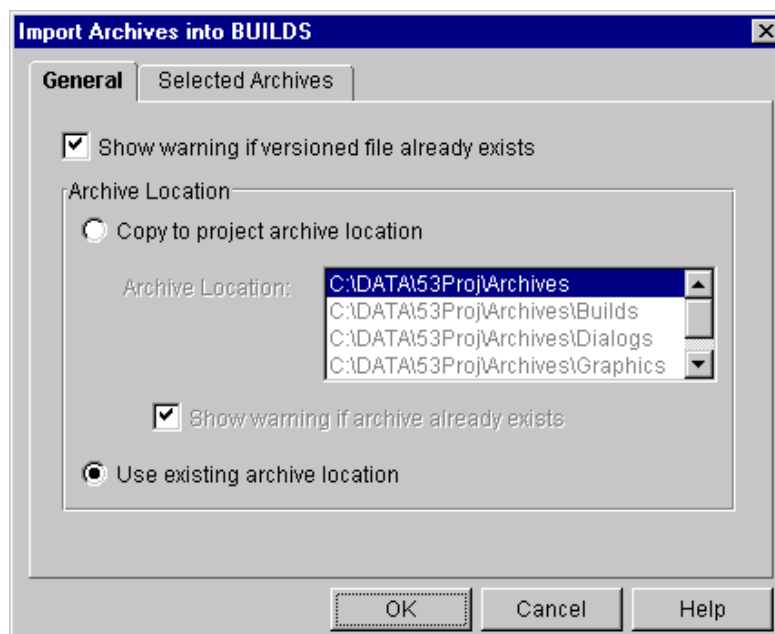 Import Archives into BUILDS
General
Selected Archives
Show warning if versioned file already exists
Archive Location
Copy to project archive location
Archive Location:
C:\DATA\53Proj\Archives
C:\DATA\53Proj\Archives\Builds
C:\DATA\53Proj\Archives\Dialogs
C:\DATA\53Proj\Archives\Graphics
Show warning if archive already exists
Use existing archive location
OK
Cancel
Help